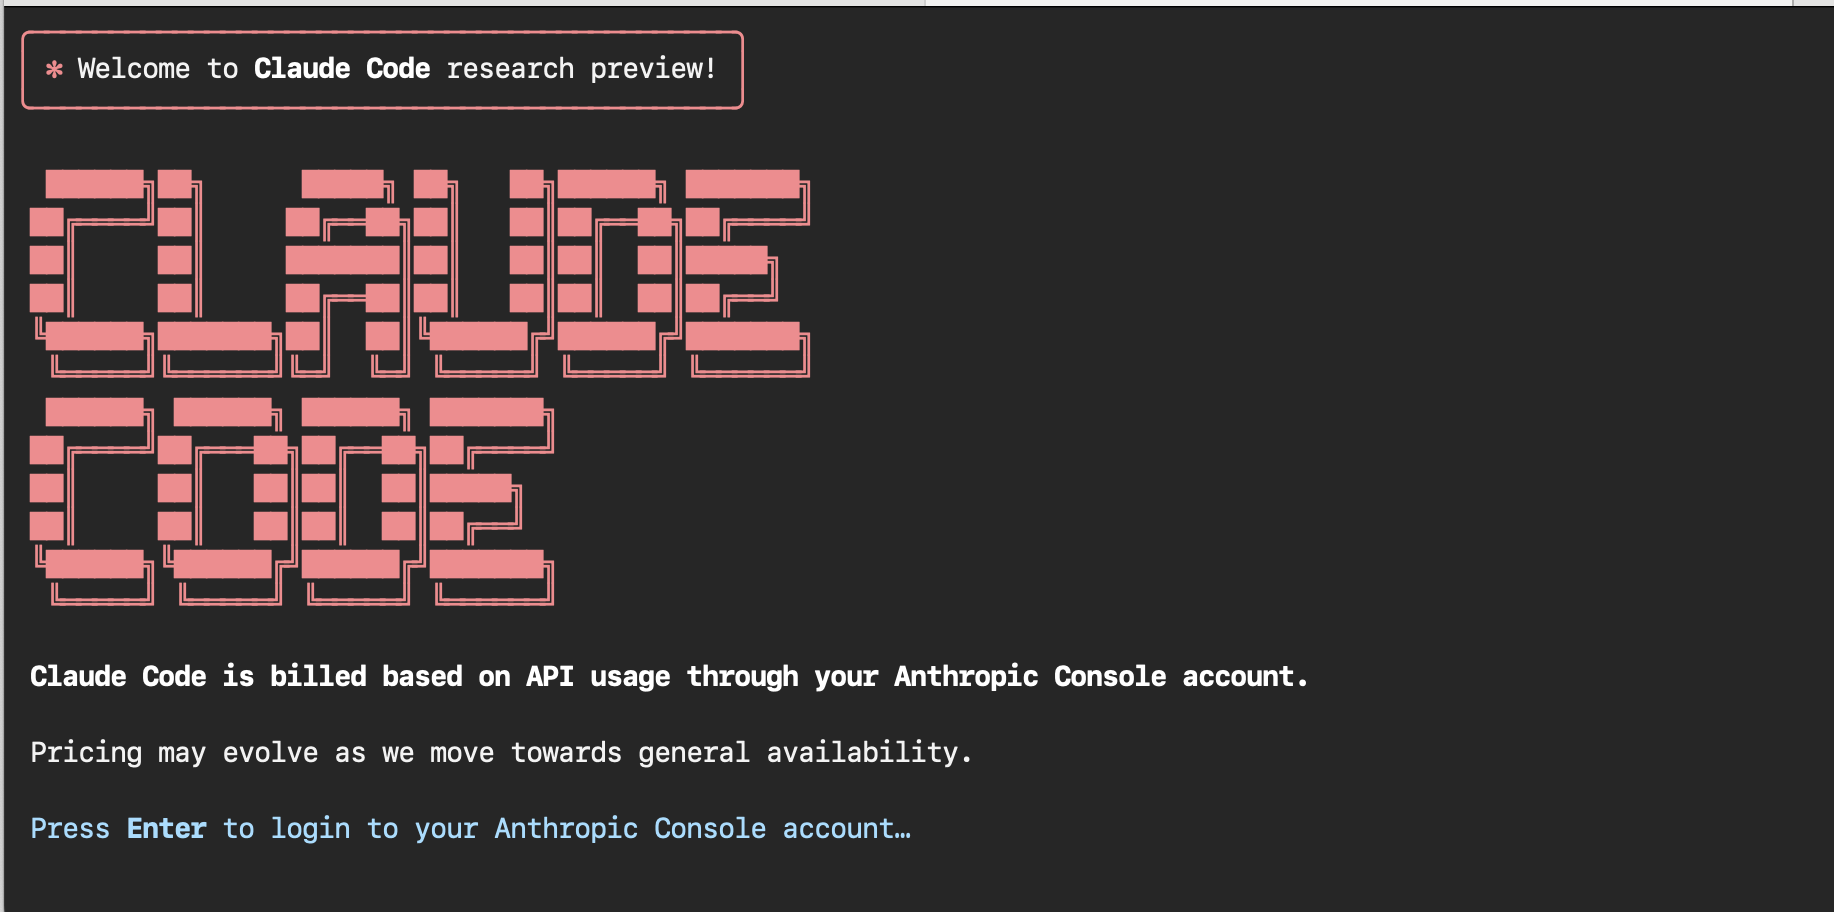 ✻ Welcome to Claude Code research preview!
CLAUDE
CODE
Claude Code is billed based on API usage through your Anthropic Console account.
Pricing may evolve as we move towards general availability.
Press Enter to login to your Anthropic Console account…